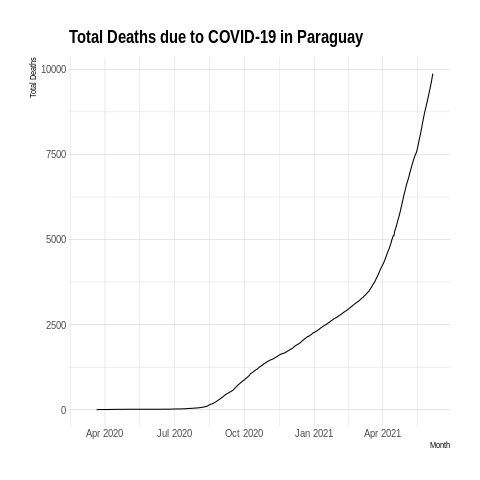 Total Deaths due to COVID-19 in Paraguay
Total Deaths
10000
7500
5000
2500
0
Apr 2020 Jul 2020 Oct 2020 Jan 2021 Apr 2021
Month